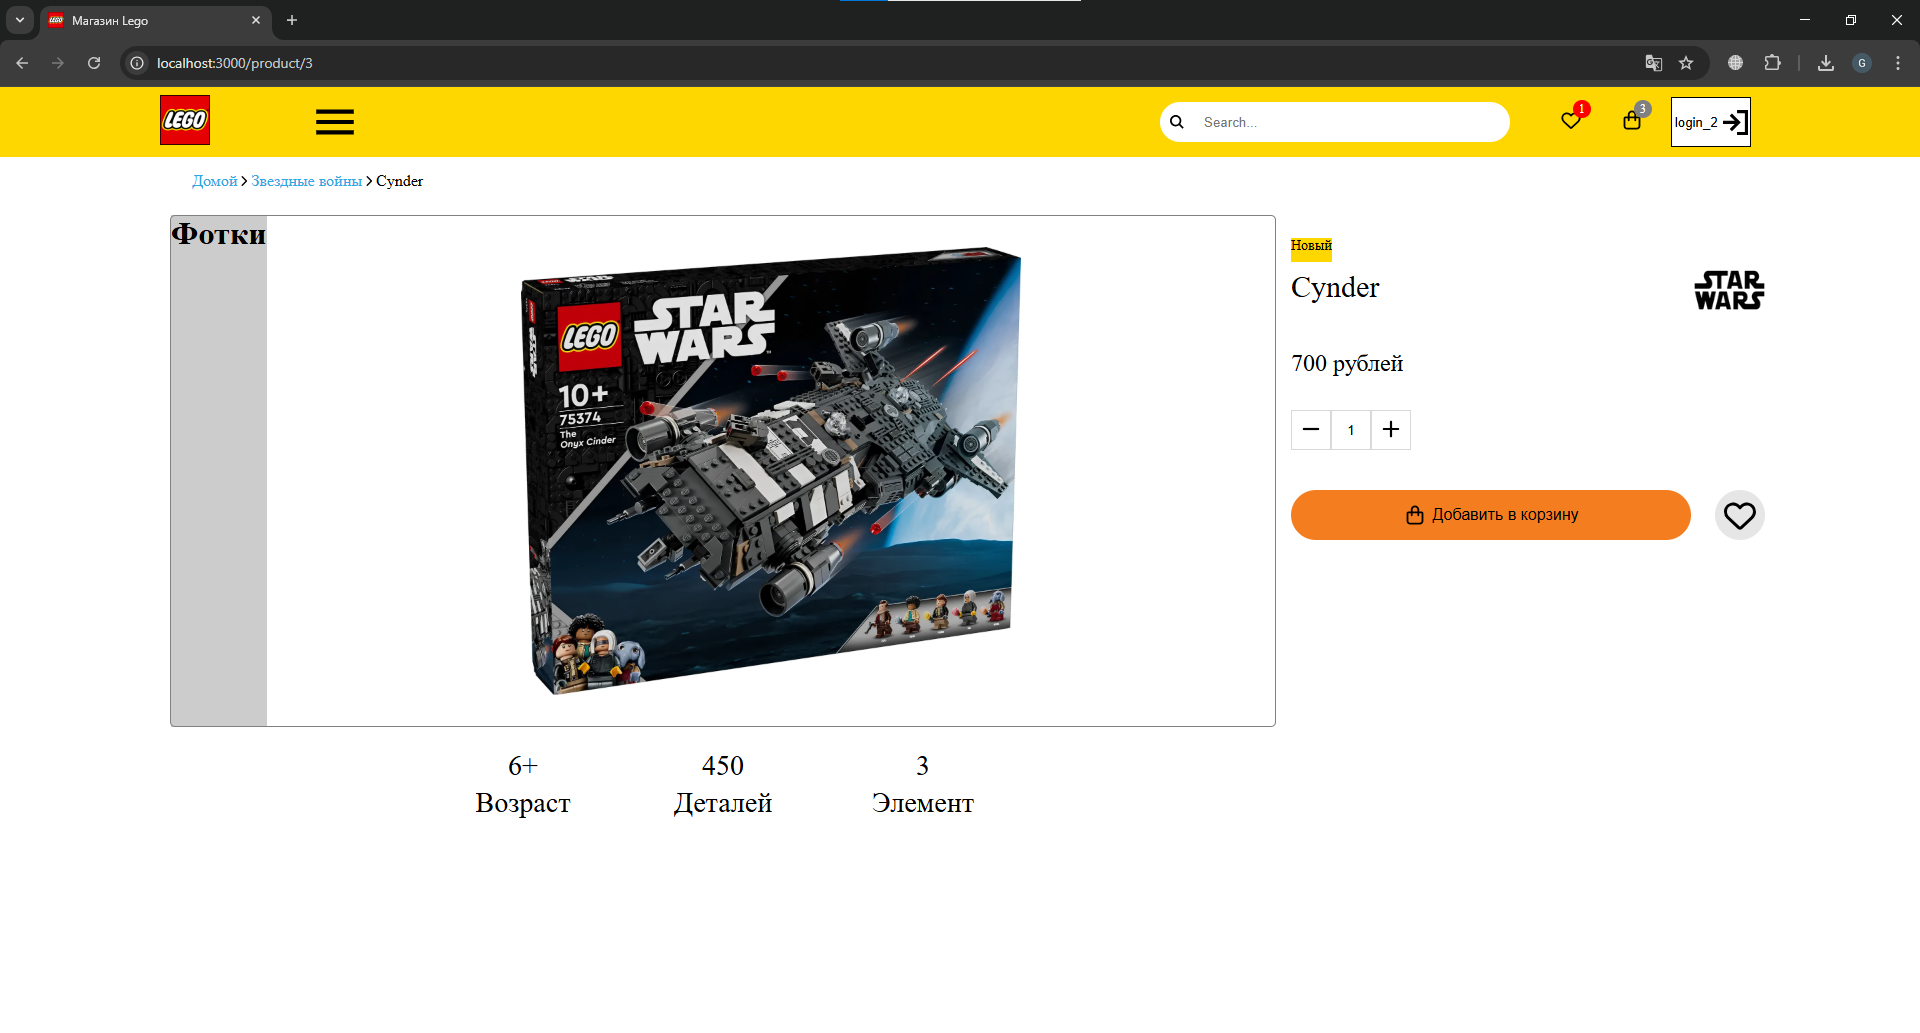 Магазин Lego
localhost:3000/product/3
G
LEGO
Search...
1
3
login_2
Домой > Звездные войны > Cynder
Фотки
LEGO
STAR WARS
10+
75374
The
Onyx Cinder
Новый
Cynder
STAR WARS
700 рублей
1
Добавить в корзину
6+
Возраст
450
Деталей
3
Элемент